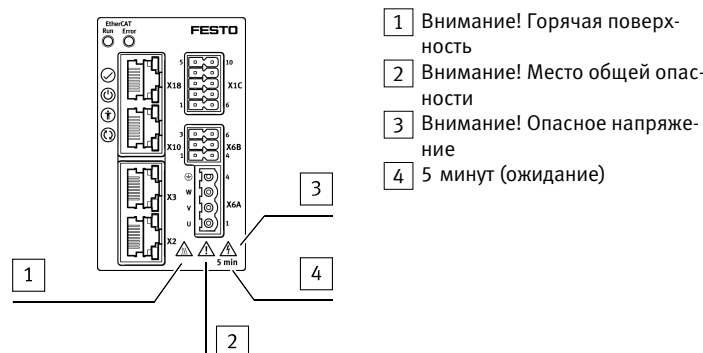 EtherCAT
Run Error
FESTO
5 10
X18 X1C
1 6
3 6
X10 X6B
1 4
4
W
X3 V X6A
U 1
X2
5 min
1
2
3
4
1 Внимание! Горячая поверх-
ность
2 Внимание! Место общей опас-
ности
3 Внимание! Опасное напряже-
ние
4 5 минут (ожидание)